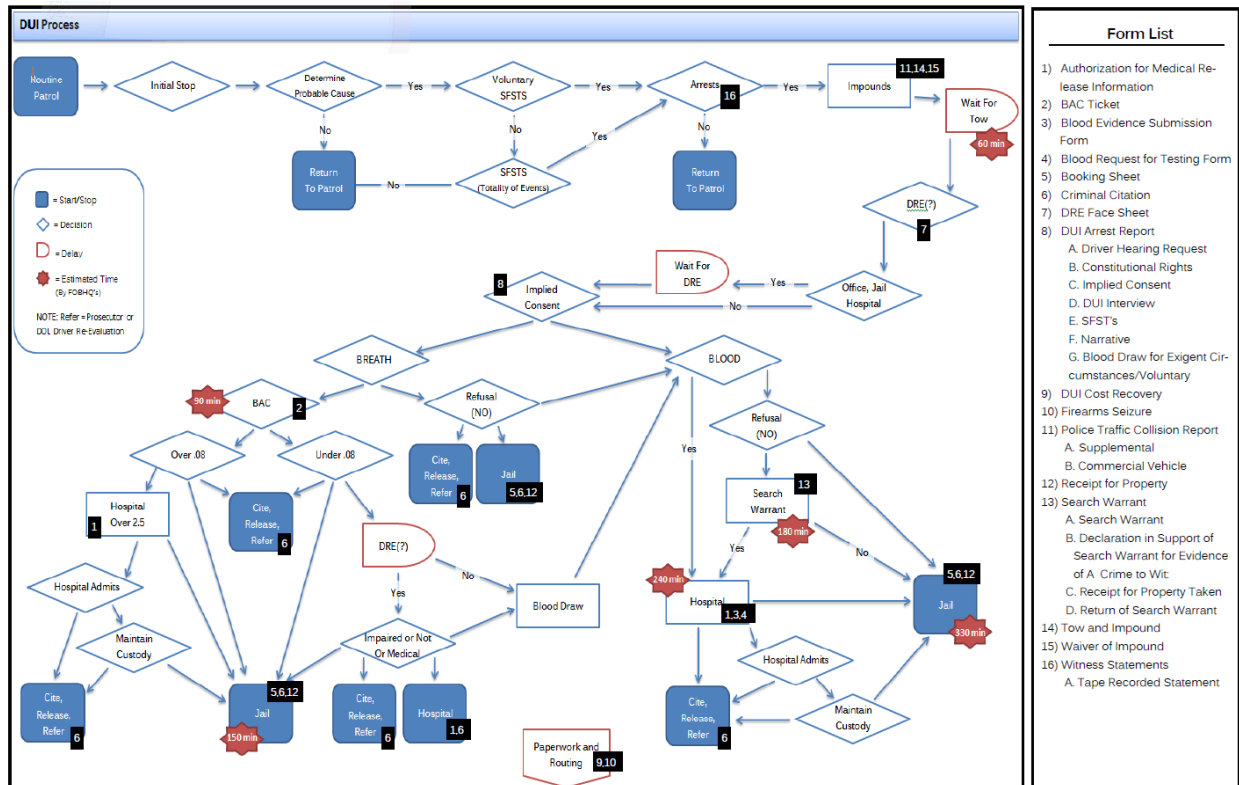 DUI Process
Routine
Patrol
Initial Stop
Determine
Probable Cause
Yes
Voluntary
SFSTS
Yes
Arrests
16
Yes
11,14,15
Impounds
Wait For
Tow
60 min
No
No
Yes
No
Return
To Patrol
No
SFSTS
(Totality of Events)
Return
To Patrol
= Start/Stop
= Decision
= Delay
= Estimated Time
(By FOBHQ's)
NOTE: Refer = Prosecutor or
DOL Driver Re-Evaluation
DRE(?)
7
8
Implied
Consent
Wait For
DRE
Yes
No
Office, Jail
Hospital
BREATH
BLOOD
90 min
BAC
2
Refusal
(NO)
Refusal
(NO)
Yes
Over .08
Under .08
Cite,
Release,
Refer
6
Jail
5,6,12
Hospital
Over 2.5
1
Cite,
Release,
Refer
6
13
Search
Warrant
180 min
DRE(?)
No
Yes
Yes
No
Hospital Admits
Blood Draw
240 min
Hospital
1,3,4
5,6,12
Jail
330 min
Maintain
Custody
Impaired or Not
Or Medical
Hospital Admits
Cite,
Release,
Refer
6
5,6,12
Jail
150 min
Cite,
Release,
Refer
6
Hospital
1,6
Cite,
Release,
Refer
6
Maintain
Custody
Paperwork and
Routing
9,10
Form List
1) Authorization for Medical Re-
lease Information
2) BAC Ticket
3) Blood Evidence Submission
Form
4) Blood Request for Testing Form
5) Booking Sheet
6) Criminal Citation
7) DRE Face Sheet
8) DUI Arrest Report
A. Driver Hearing Request
B. Constitutional Rights
C. Implied Consent
D. DUI Interview
E. SFST's
F. Narrative
G. Blood Draw for Exigent Cir-
cumstances/Voluntary
9) DUI Cost Recovery
10) Firearms Seizure
11) Police Traffic Collision Report
A. Supplemental
B. Commercial Vehicle
12) Receipt for Property
13) Search Warrant
A. Search Warrant
B. Declaration in Support of
Search Warrant for Evidence
of A Crime to Wit:
C. Receipt for Property Taken
D. Return of Search Warrant
14) Tow and Impound
15) Waiver of Impound
16) Witness Statements
A. Tape Recorded Statement